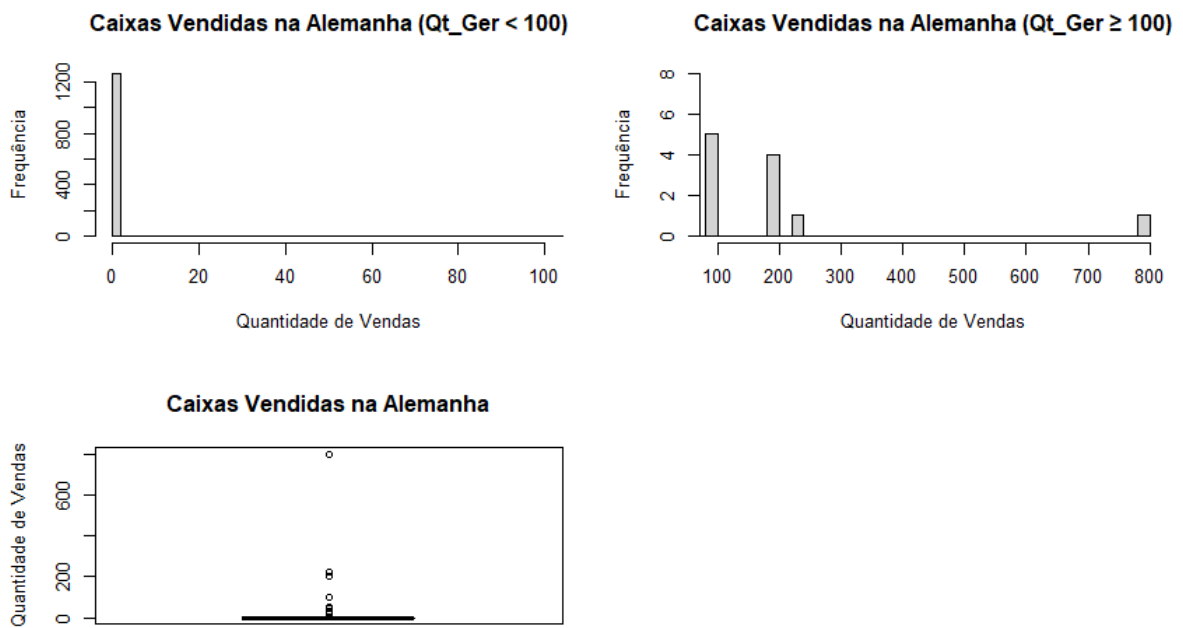 Caixas Vendidas na Alemanha (Qt_Ger < 100)
Frequência
0 400 800 1200
0 20 40 60 80 100
Quantidade de Vendas
Caixas Vendidas na Alemanha (Qt_Ger ≥ 100)
Frequência
0 2 4 6 8
100 200 300 400 500 600 700 800
Quantidade de Vendas
Caixas Vendidas na Alemanha
Quantidade de Vendas
0 200 600